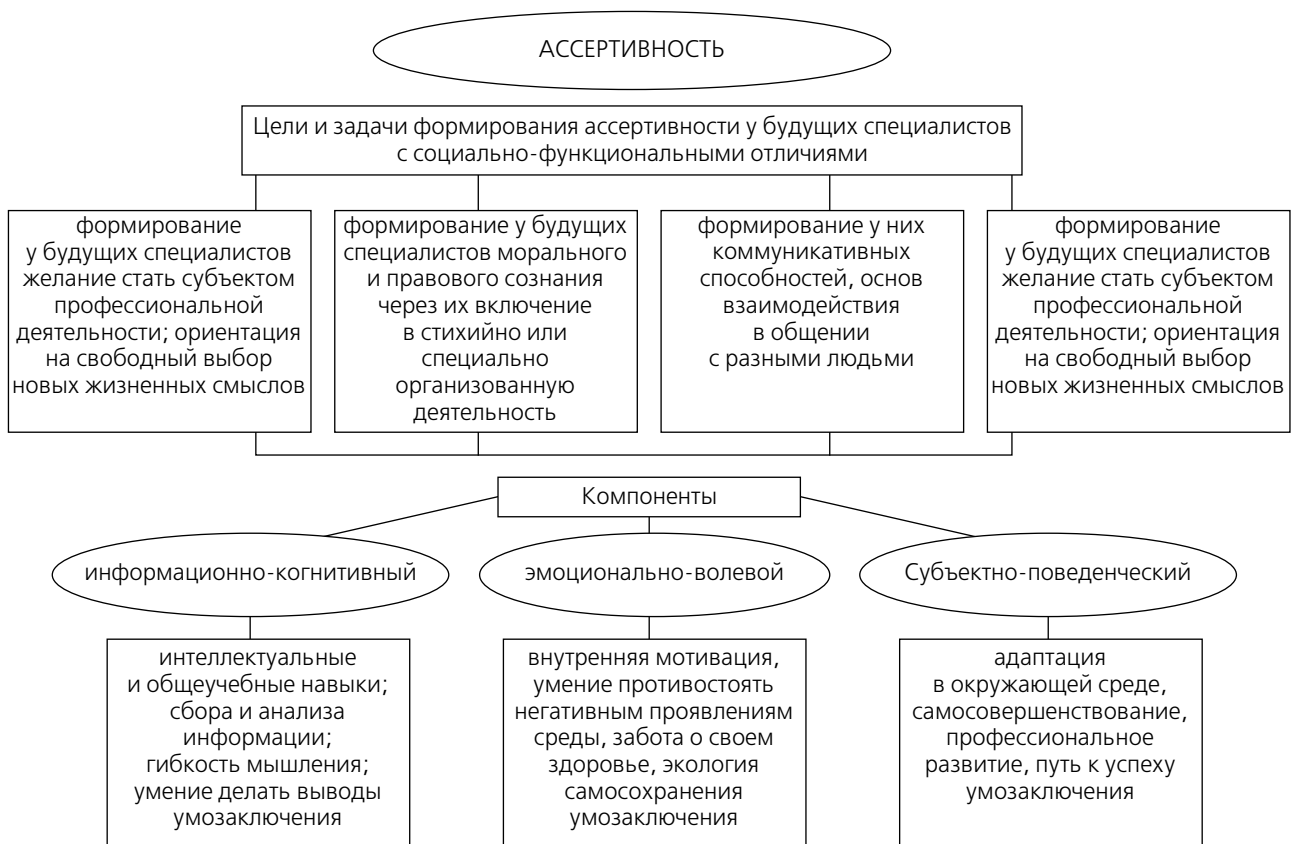 АССЕРТИВНОСТЬ
Цели и задачи формирования ассертивности у будущих специалистов
с социально-функциональными отличиями
формирование
у будущих специалистов
желание стать субъектом
профессиональной
деятельности; ориентация
на свободный выбор
новых жизненных смыслов
формирование у будущих
специалистов морального
и правового сознания
через их включение
в стихийно или
специально
организованную
деятельность
формирование у них
коммуникативных
способностей, основ
взаимодействия
в общении
с разными людьми
формирование
у будущих специалистов
желание стать субъектом
профессиональной
деятельности; ориентация
на свободный выбор
новых жизненных смыслов
Компоненты
информационно-когнитивный
эмоционально-волевой
Субъектно-поведенческий
интеллектуальные
и общеучебные навыки;
сбора и анализа
информации;
гибкость мышления;
умение делать выводы
умозаключения
внутренняя мотивация,
умение противостоять
негативным проявлениям
среды, забота о своем
здоровье, экология
самосохранения
умозаключения
адаптация
в окружающей среде,
самосовершенствование,
профессиональное
развитие, путь к успеху
умозаключения